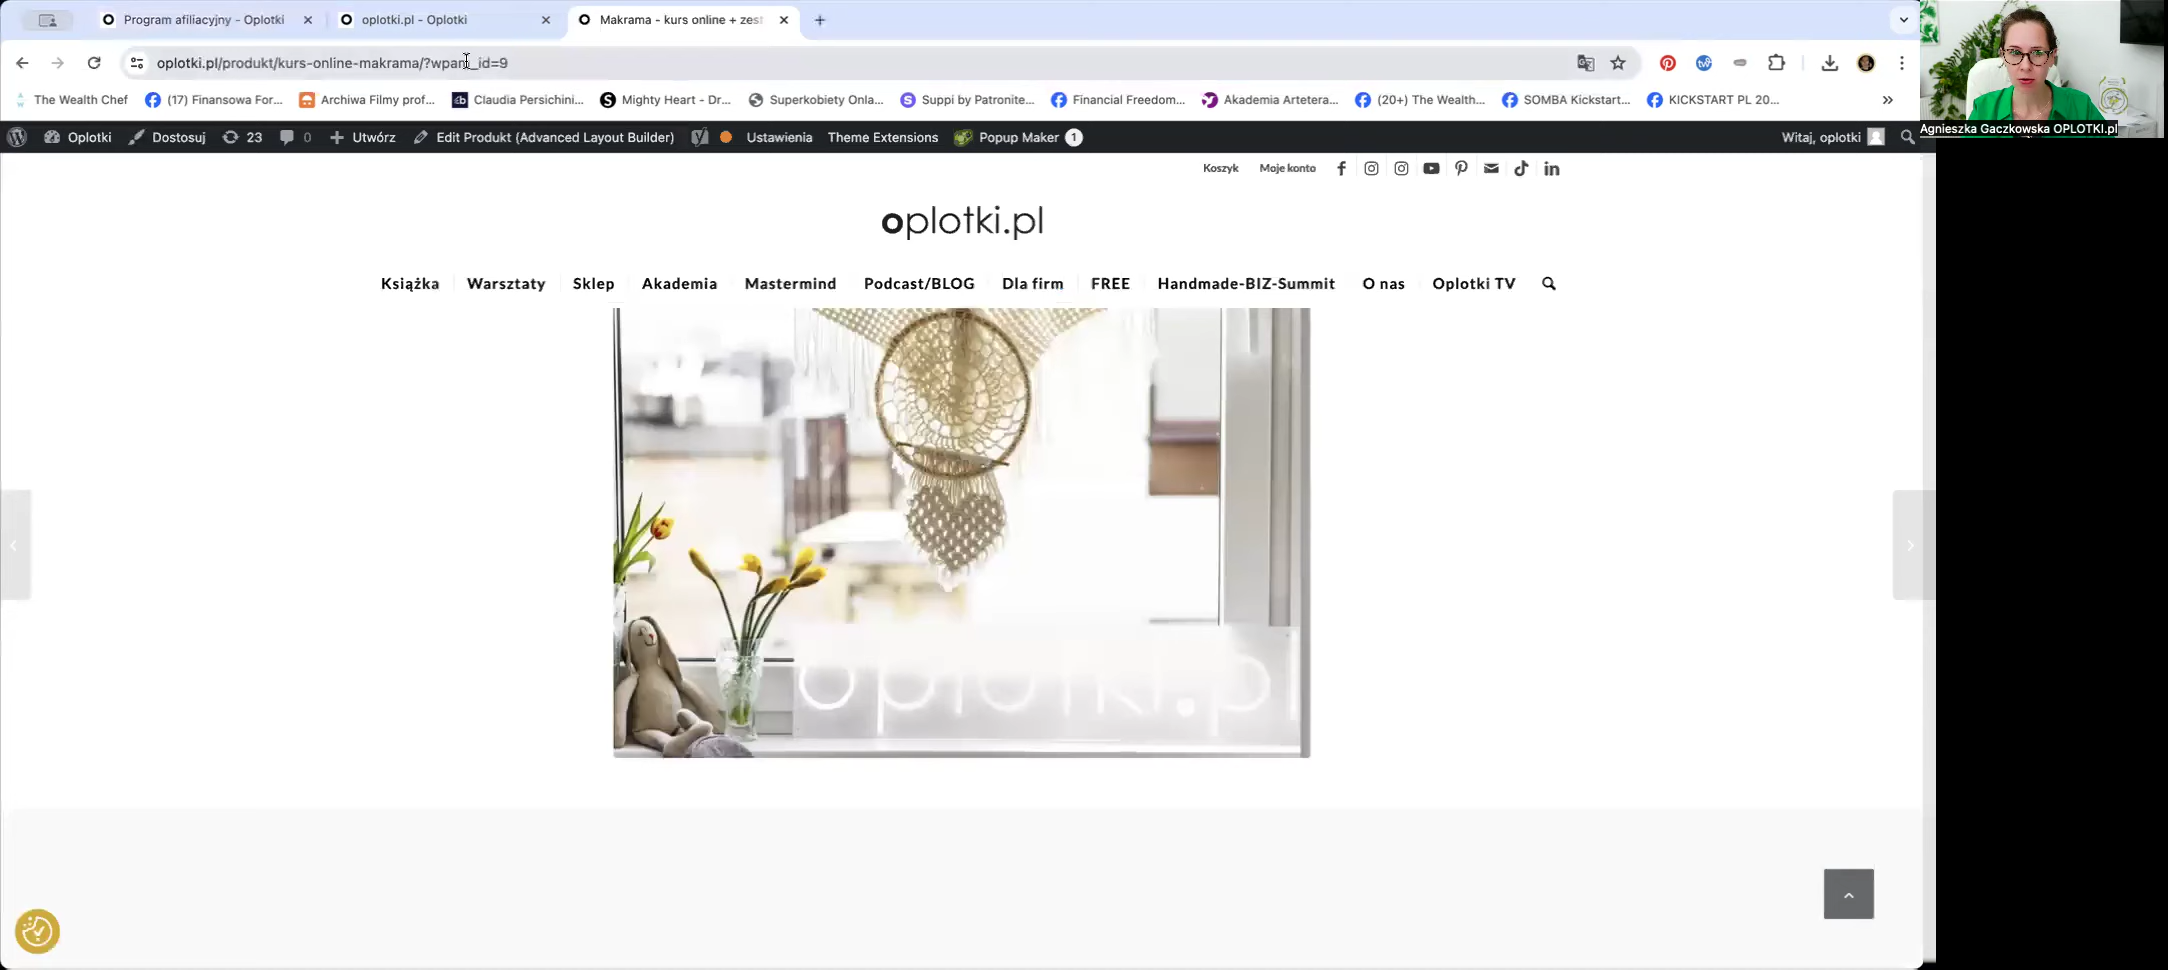 Program afiliacyjny - Oplotki
oplotki.pl - Oplotki
Makrama - kurs online + zes
oplotki.pl/produkt/kurs-online-makrama/?wpam_id=9
The Wealth Chef
(17) Finansowa For...
Archiwa Filmy prof...
Claudia Persichini...
Mighty Heart - Dr...
Superkobiety Onla...
Suppi by Patronite...
Financial Freedom...
Akademia Artetera...
(20+) The Wealth...
SOMBA Kickstart...
KICKSTART PL 20...
Agnieszka Gaczkowska OPLOTKI.pl
Oplotki
Dostosuj
23
0
Utwórz
Edit Produkt (Advanced Layout Builder)
Ustawienia
Theme Extensions
Popup Maker
1
Witaj, oplotki
Koszyk
Moje konto
oplotki.pl
Książka
Warsztaty
Sklep
Akademia
Mastermind
Podcast/BLOG
Dla firm
FREE
Handmade-BIZ-Summit
O nas
Oplotki TV
oplotki.pl